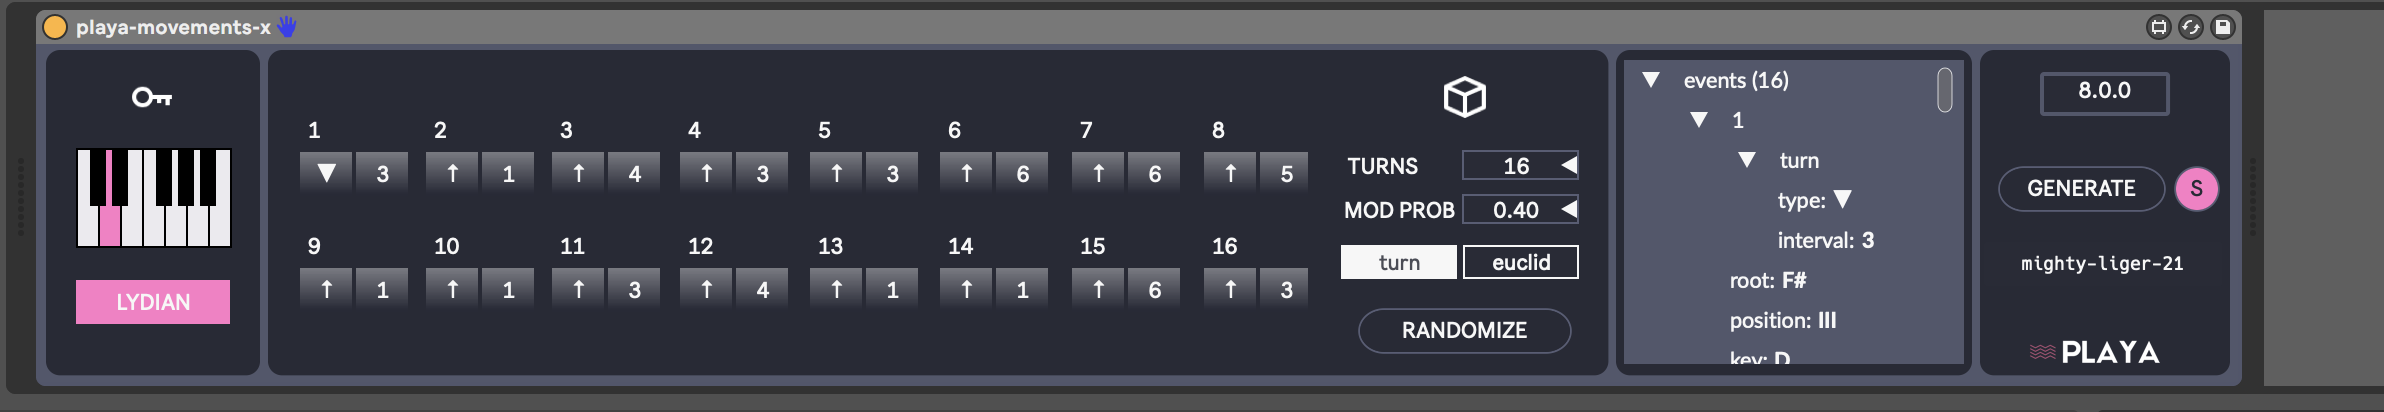 playa-movements-x
LYDIAN
1 2 3 4 5 6 7 8
▼ 3 ↑ 1 ↑ 4 ↑ 3 ↑ 3 ↑ 6 ↑ 6 ↑ 5
9 10 11 12 13 14 15 16
↑ 1 ↑ 1 ↑ 3 ↑ 4 ↑ 1 ↑ 1 ↑ 6 ↑ 3
TURNS 16
MOD PROB 0.40
turn euclid
RANDOMIZE
▼ events (16)
▼ 1
▼ turn
type: ▼
interval: 3
root: F#
position: III
key: D
8.0.0
GENERATE S
mighty-liger-21
PLAYA